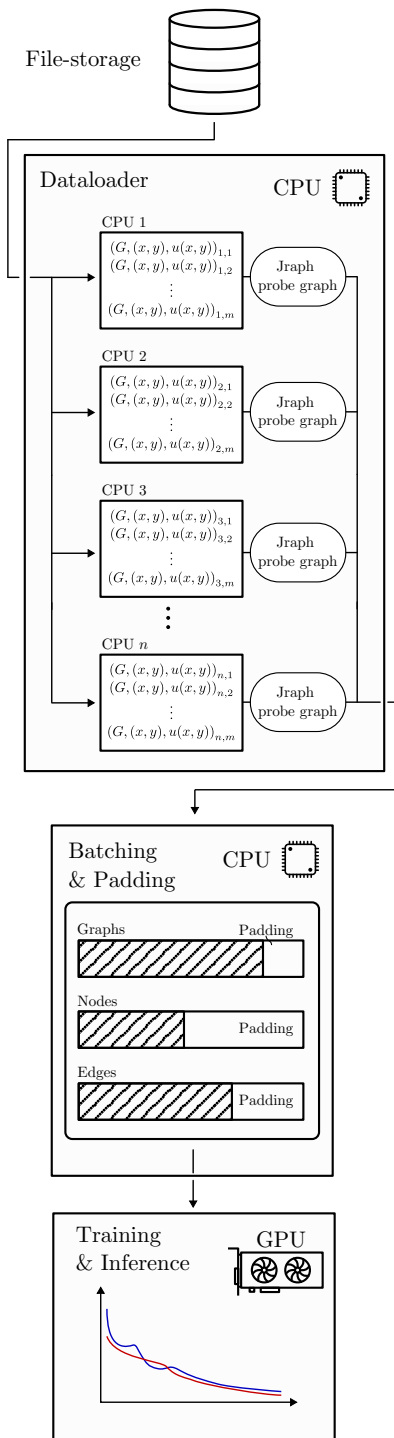 File-storage
Dataloader
CPU
CPU 1
(G, (x, y), u(x, y))_{1,1}
(G, (x, y), u(x, y))_{1,2}
⋮
(G, (x, y), u(x, y))_{1,m}
Jraph
probe graph
CPU 2
(G, (x, y), u(x, y))_{2,1}
(G, (x, y), u(x, y))_{2,2}
⋮
(G, (x, y), u(x, y))_{2,m}
Jraph
probe graph
CPU 3
(G, (x, y), u(x, y))_{3,1}
(G, (x, y), u(x, y))_{3,2}
⋮
(G, (x, y), u(x, y))_{3,m}
Jraph
probe graph
⋮
CPU n
(G, (x, y), u(x, y))_{n,1}
(G, (x, y), u(x, y))_{n,2}
⋮
(G, (x, y), u(x, y))_{n,m}
Jraph
probe graph
Batching
& Padding
CPU
Graphs
Padding
Nodes
Padding
Edges
Padding
Training
& Inference
GPU